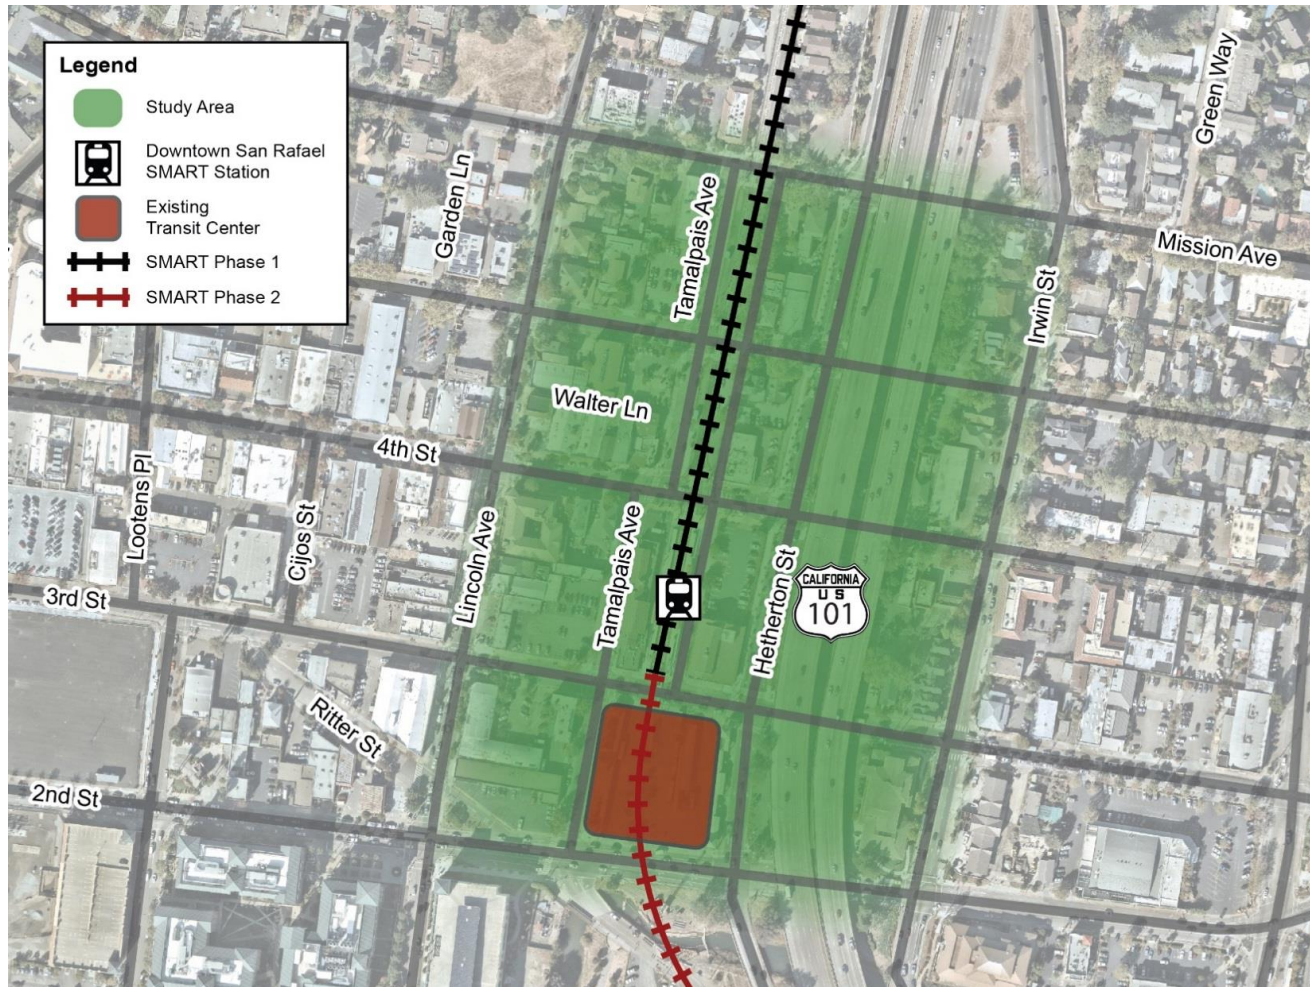 Legend
Study Area
Downtown San Rafael
SMART Station
Existing
Transit Center
SMART Phase 1
SMART Phase 2
Green Way
Garden Ln
Tamalpais Ave
Mission Ave
Irwin St
Walter Ln
4th St
Lootens Pl
Cijos St
Lincoln Ave
Tamalpais Ave
Hetherton St
CALIFORNIA
U S
101
3rd St
Ritter St
2nd St